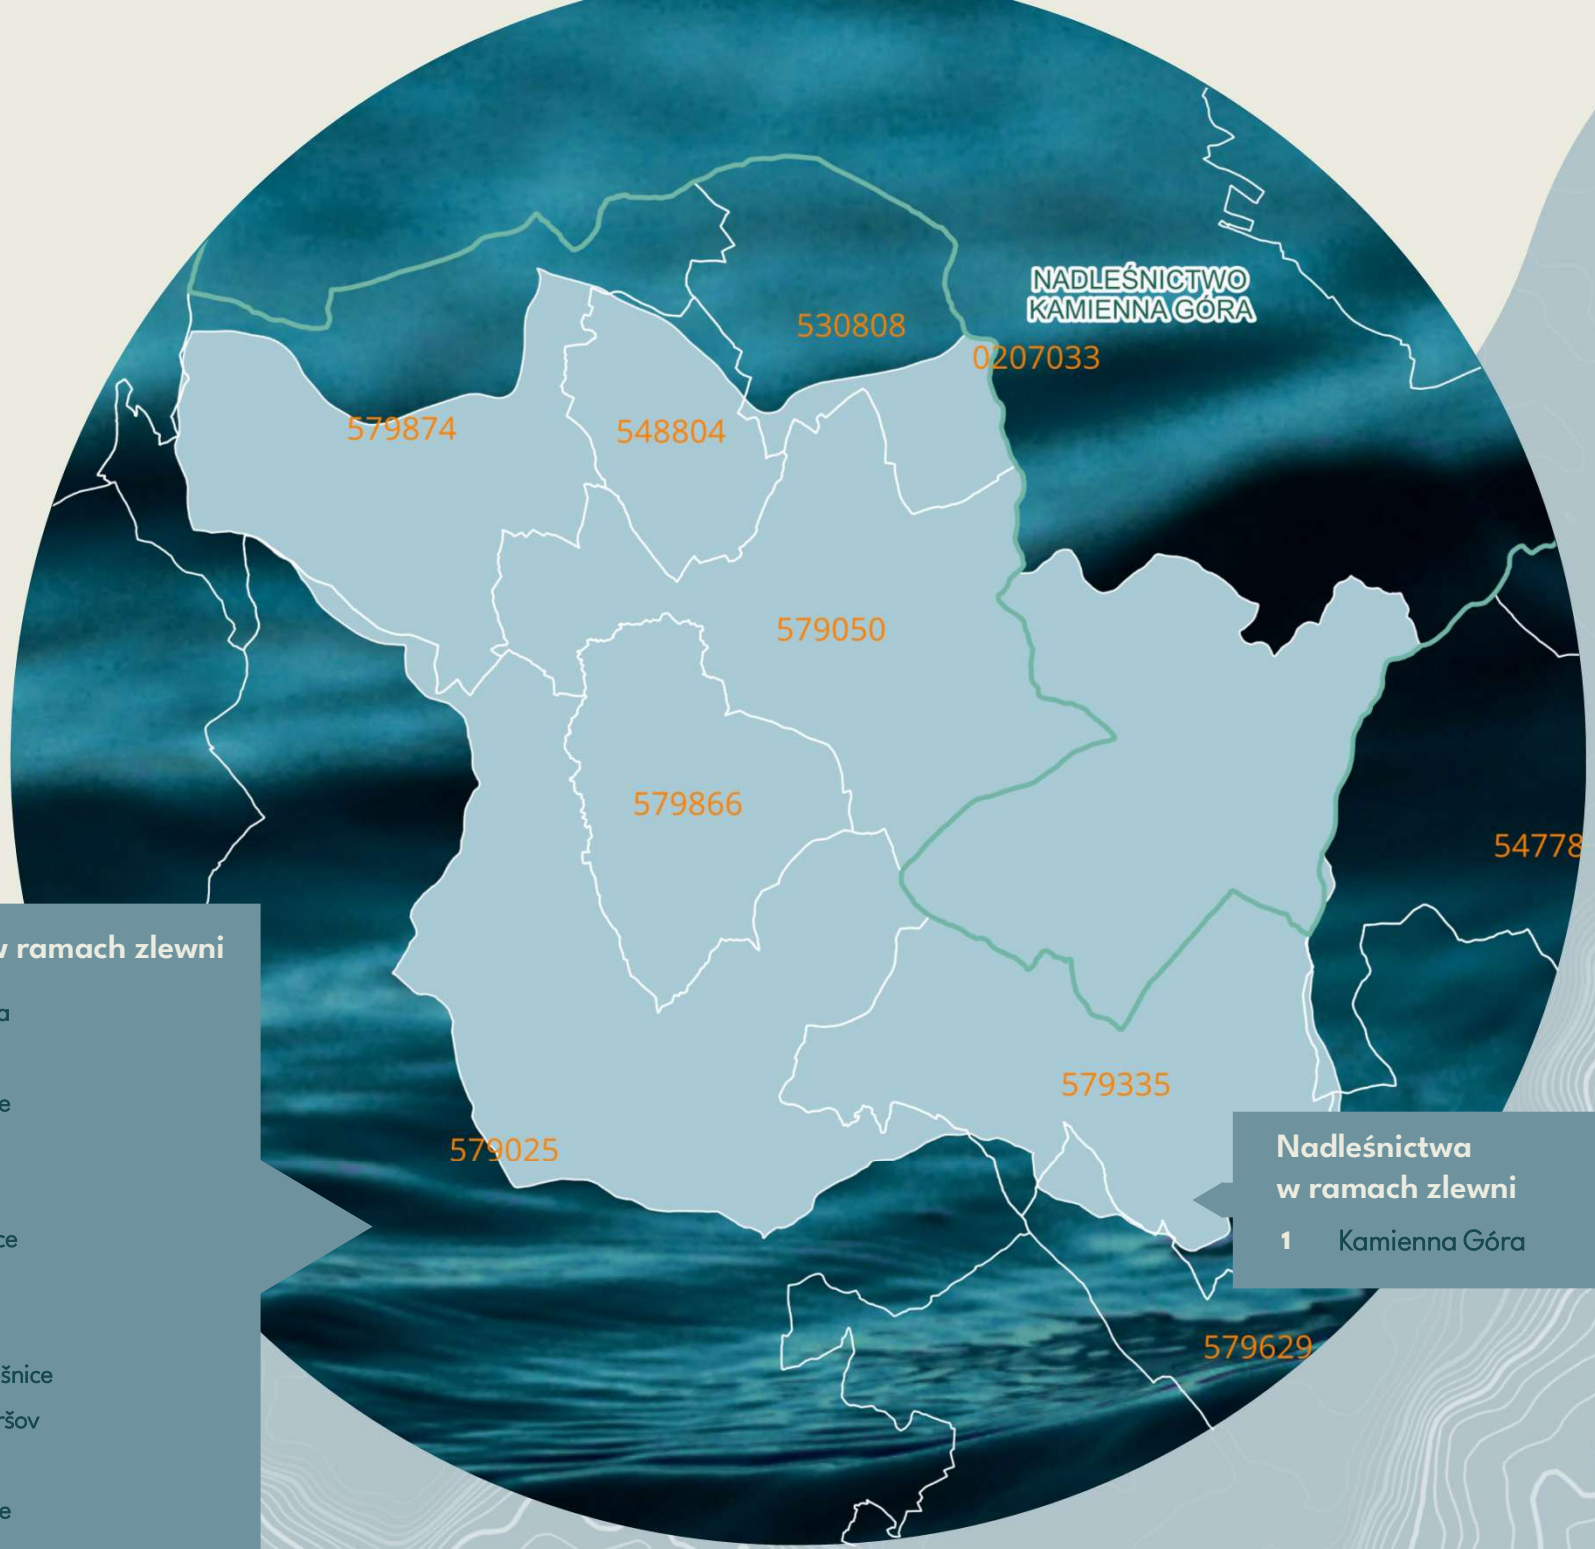 NADLEŚNICTWO
KAMIENNA GÓRA
530808
0207033
579874
548804
579050
579866
54778
w ramach zlewni
579335
579025
Nadleśnictwa
w ramach zlewni
1 Kamienna Góra
579629